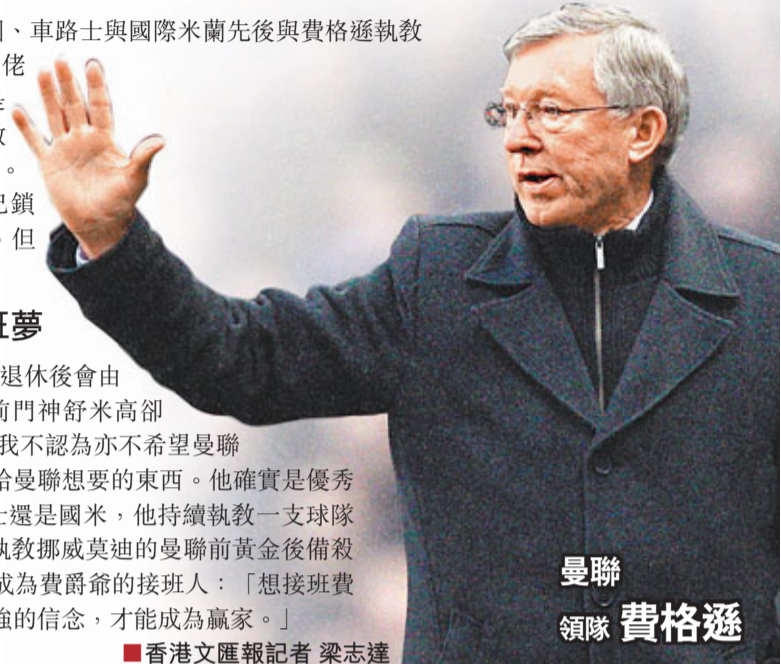 、車路士與國際米蘭先後與費格遜執教
佬
。
鎖
但
夢
退休後會由
前門神舒米高卻
我不認為亦不希望曼聯
給曼聯想要的東西。他確實是優秀
士還是國米，他持續執教一支球隊
執教挪威莫迪的曼聯前黃金後備殺
成為費爵爺的接班人：「想接班費
強的信念，才能成為贏家。」
■香港文匯報記者 梁志達
曼聯
領隊 費格遜